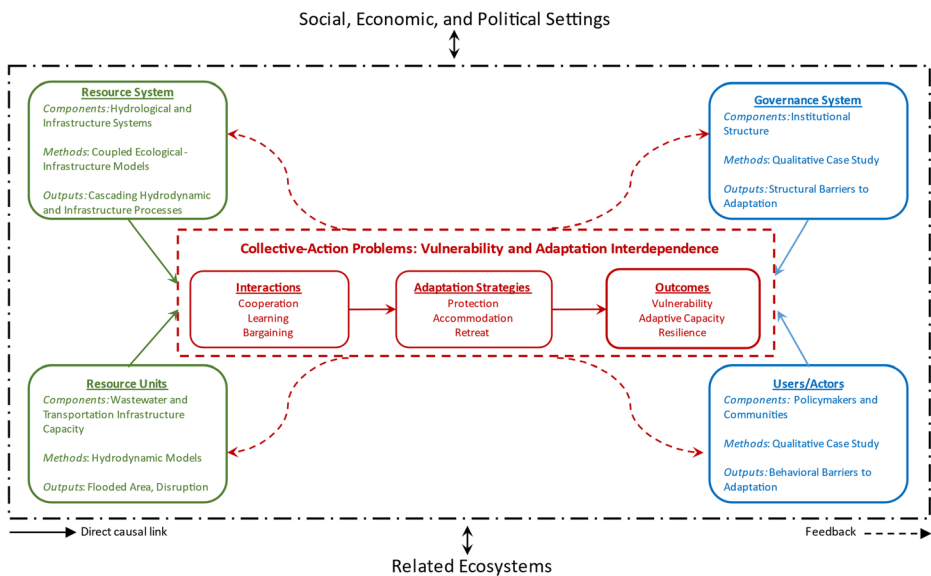 Social, Economic, and Political Settings
Resource System
Components: Hydrological and
Infrastructure Systems
Methods: Coupled Ecological-
Infrastructure Models
Outputs: Cascading Hydrodynamic
and Infrastructure Processes
Governance System
Components: Institutional
Structure
Methods: Qualitative Case Study
Outputs: Structural Barriers to
Adaptation
Collective-Action Problems: Vulnerability and Adaptation Interdependence
Interactions
Cooperation
Learning
Bargaining
Adaptation Strategies
Protection
Accommodation
Retreat
Outcomes
Vulnerability
Adaptive Capacity
Resilience
Resource Units
Components: Wastewater and
Transportation Infrastructure
Capacity
Methods: Hydrodynamic Models
Outputs: Flooded Area, Disruption
Users/Actors
Components: Policymakers and
Communities
Methods: Qualitative Case Study
Outputs: Behavioral Barriers to
Adaptation
Direct causal link
Feedback
Related Ecosystems